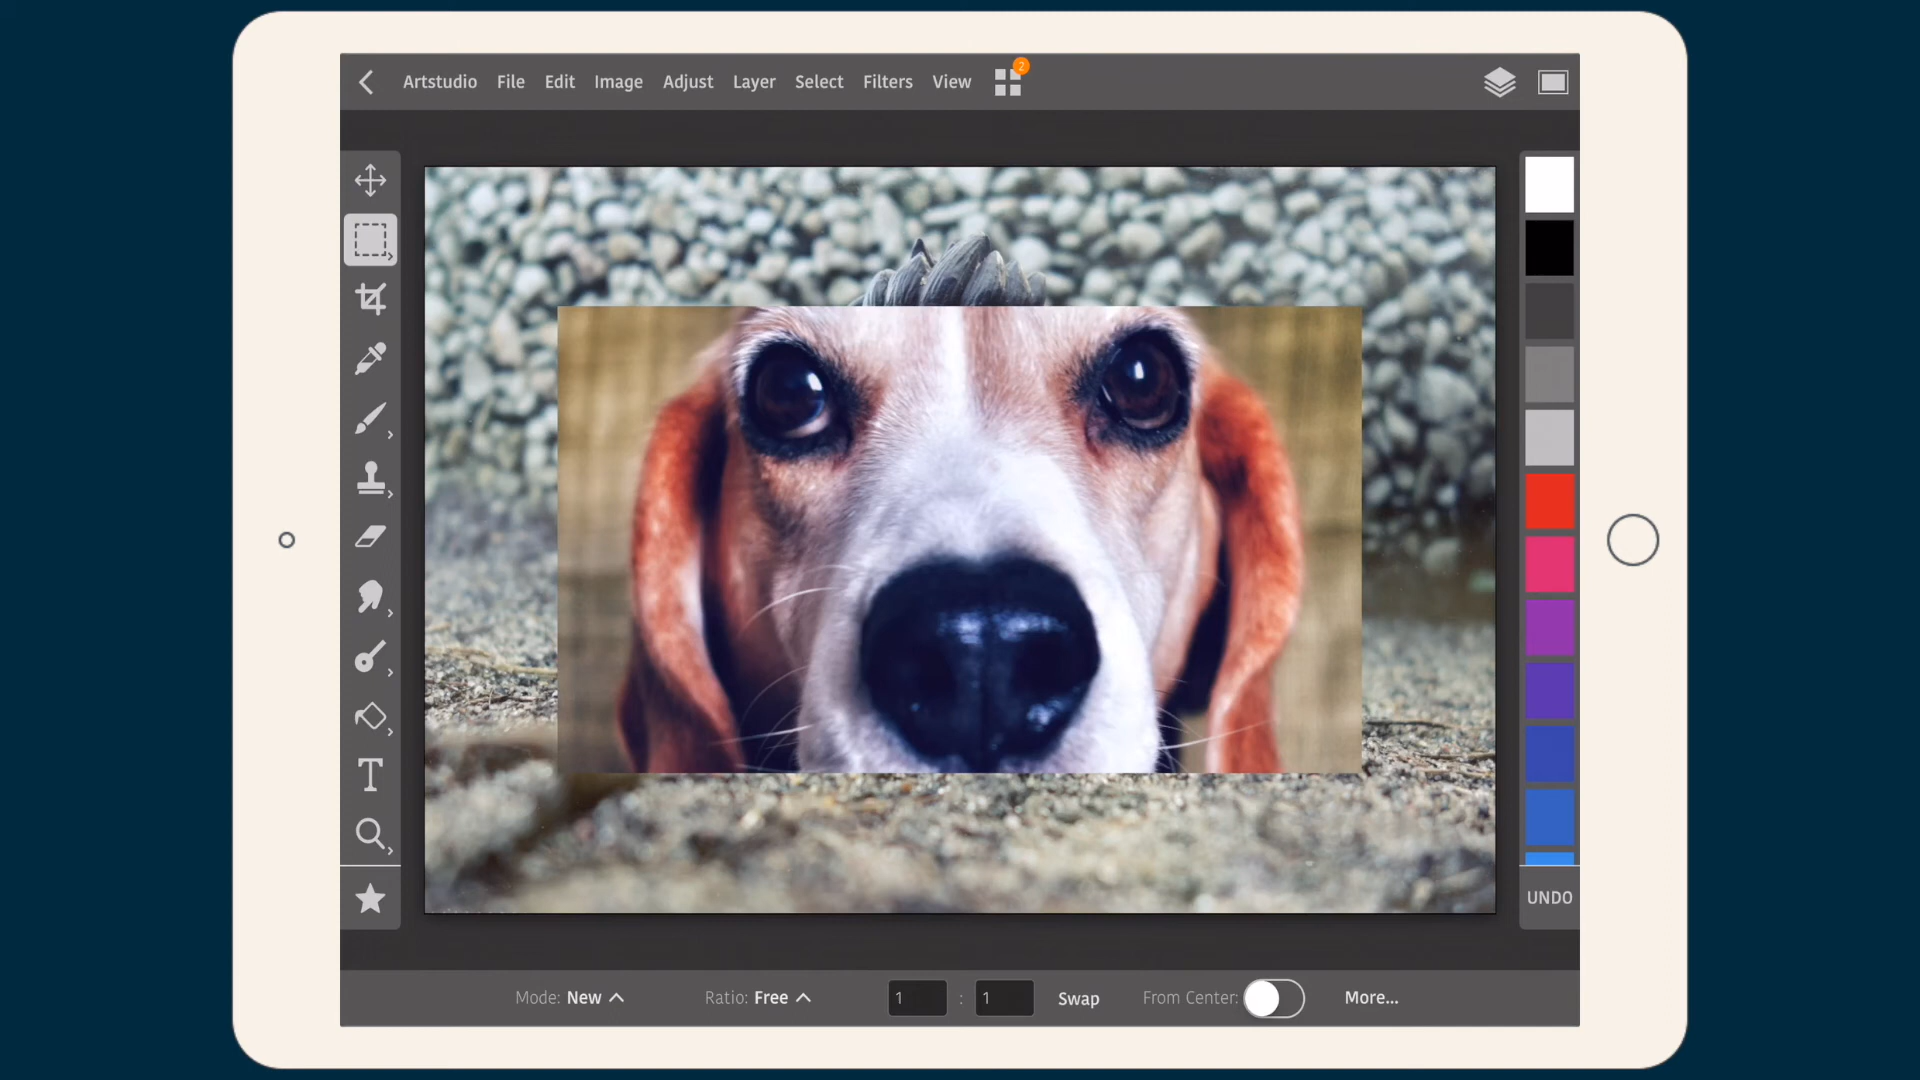 Artstudio File Edit Image Adjust Layer Select Filters View 2
UNDO
Mode: New Ratio: Free 1 : 1 Swap From Center: More...